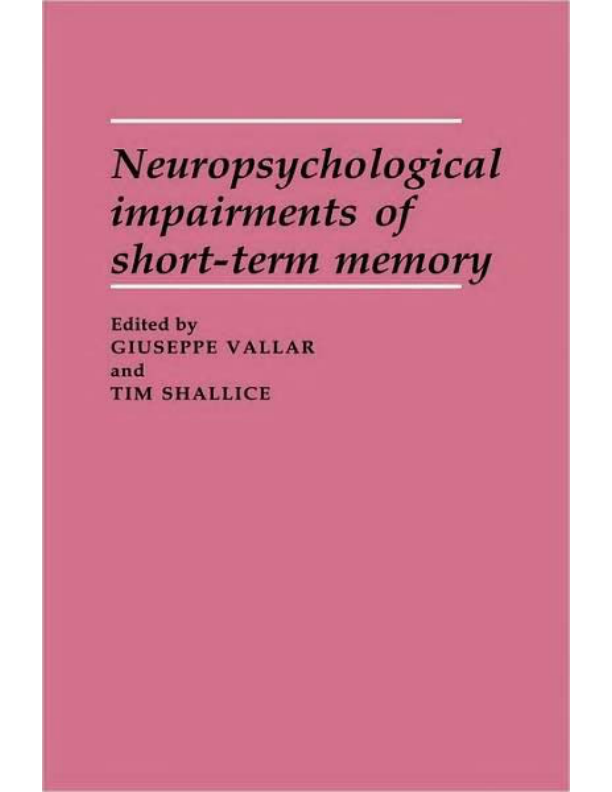 Neuropsychological
impairments of
short-term memory
Edited by
GIUSEPPE VALLAR
and
TIM SHALLICE